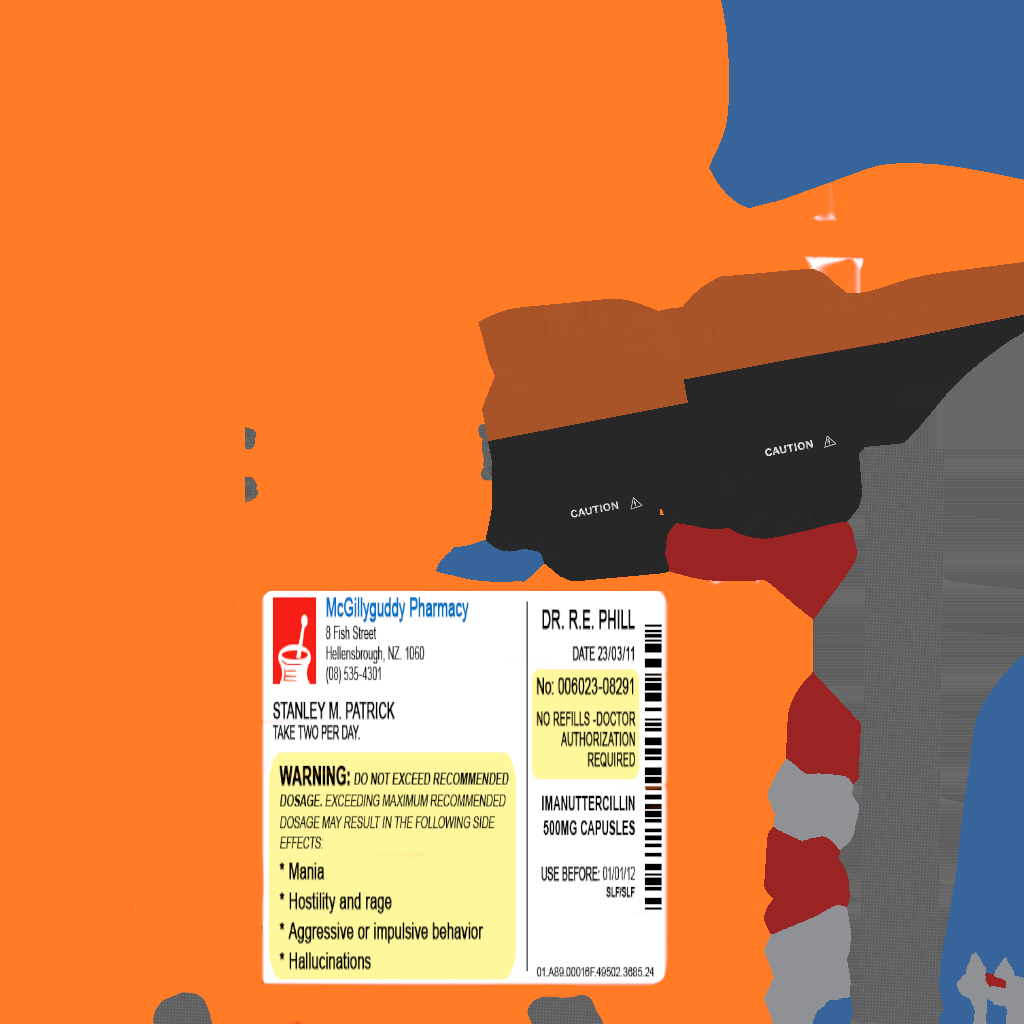 CAUTION
CAUTION
McGillyguddy Pharmacy
8 Fish Street
Hellensbrough, NZ. 1060
(08) 535-4301
STANLEY M. PATRICK
TAKE TWO PER DAY.
WARNING: DO NOT EXCEED RECOMMENDED
DOSAGE. EXCEEDING MAXIMUM RECOMMENDED
DOSAGE MAY RESULT IN THE FOLLOWING SIDE
EFFECTS:
* Mania
* Hostility and rage
* Aggressive or impulsive behavior
* Hallucinations
DR. R.E. PHILL
DATE 23/03/11
No: 006023-08291
NO REFILLS -DOCTOR
AUTHORIZATION
REQUIRED
IMANUTTERCILLIN
500MG CAPUSLES
USE BEFORE: 01/01/12
SLF/SLF
01.A89.00016F.49502.3685.24